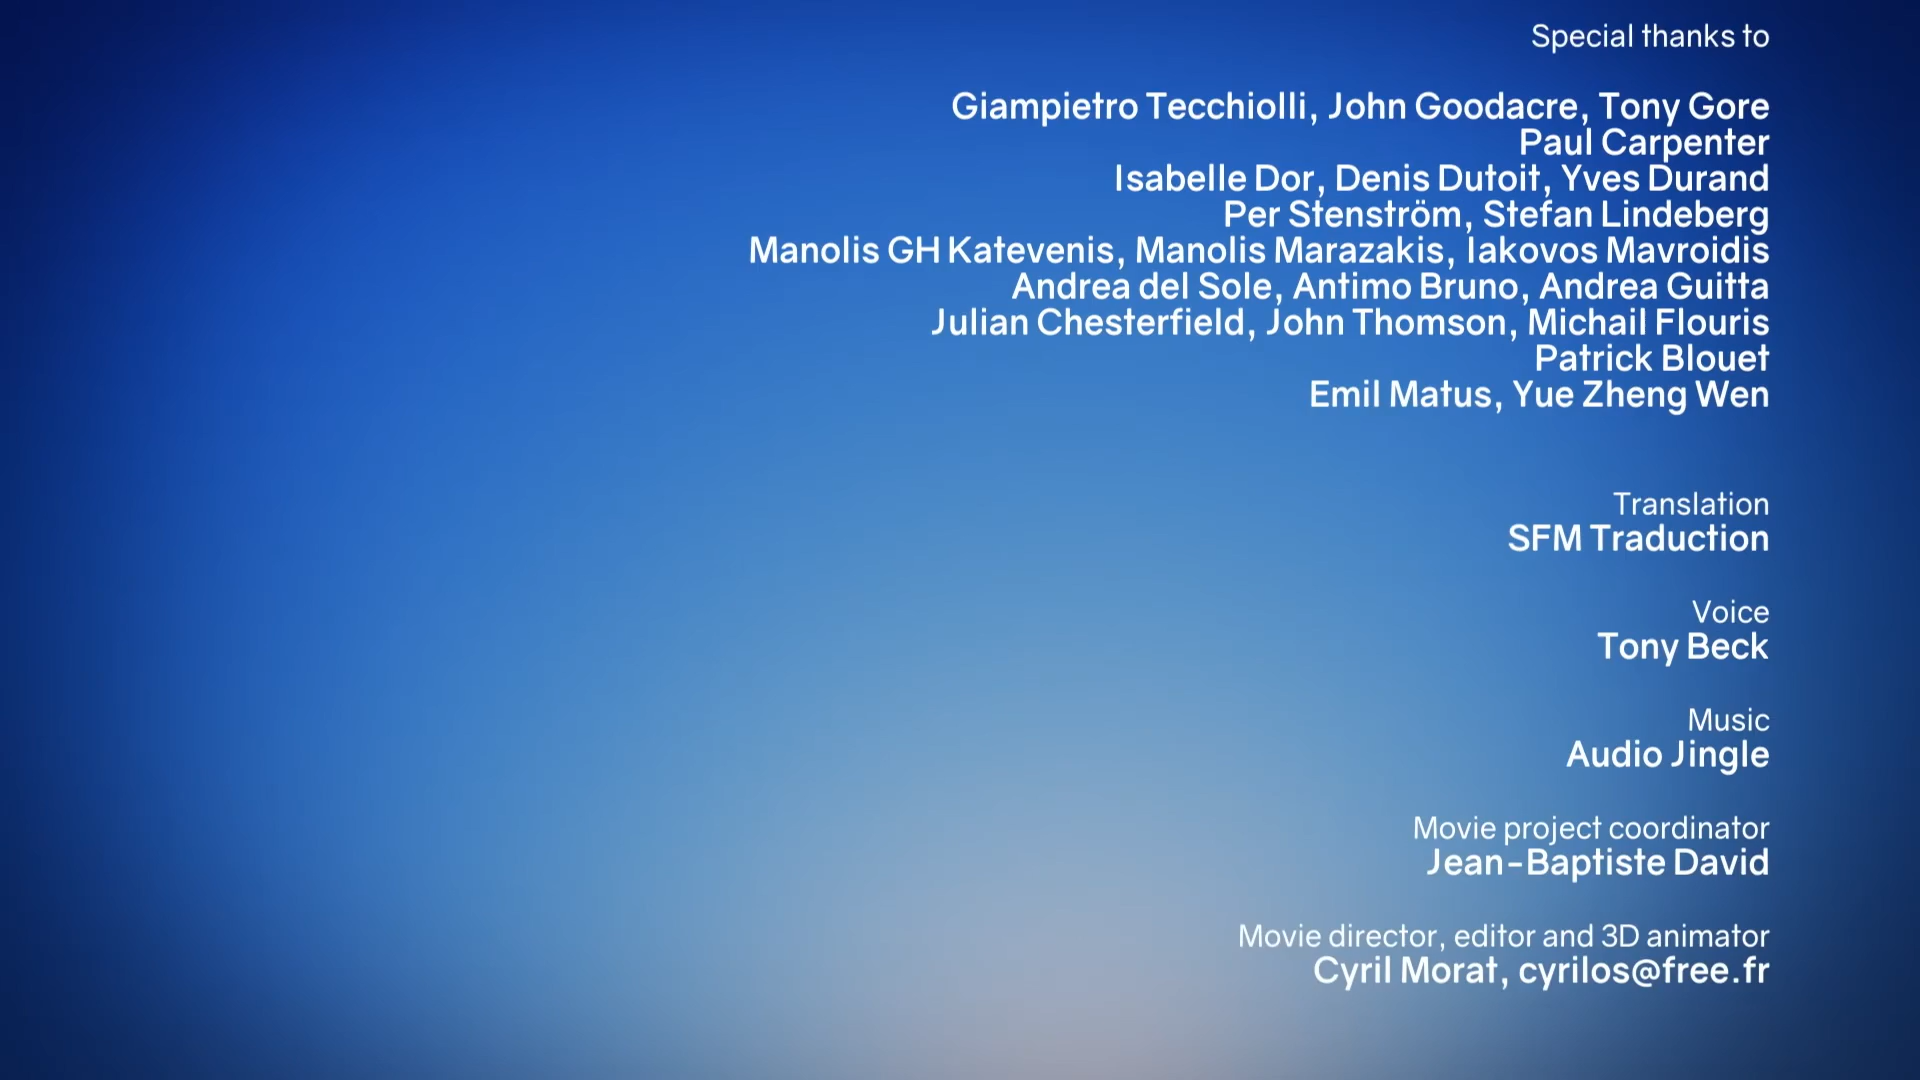 Special thanks to
Giampietro Tecchiolli, John Goodacre, Tony Gore
Paul Carpenter
Isabelle Dor, Denis Dutoit, Yves Durand
Per Stenström, Stefan Lindeberg
Manolis GH Katevenis, Manolis Marazakis, Iakovos Mavroidis
Andrea del Sole, Antimo Bruno, Andrea Guitta
Julian Chesterfield, John Thomson, Michail Flouris
Patrick Blouet
Emil Matus, Yue Zheng Wen
Translation
SFM Traduction
Voice
Tony Beck
Music
Audio Jingle
Movie project coordinator
Jean-Baptiste David
Movie director, editor and 3D animator
Cyril Morat, cyrilos@free.fr